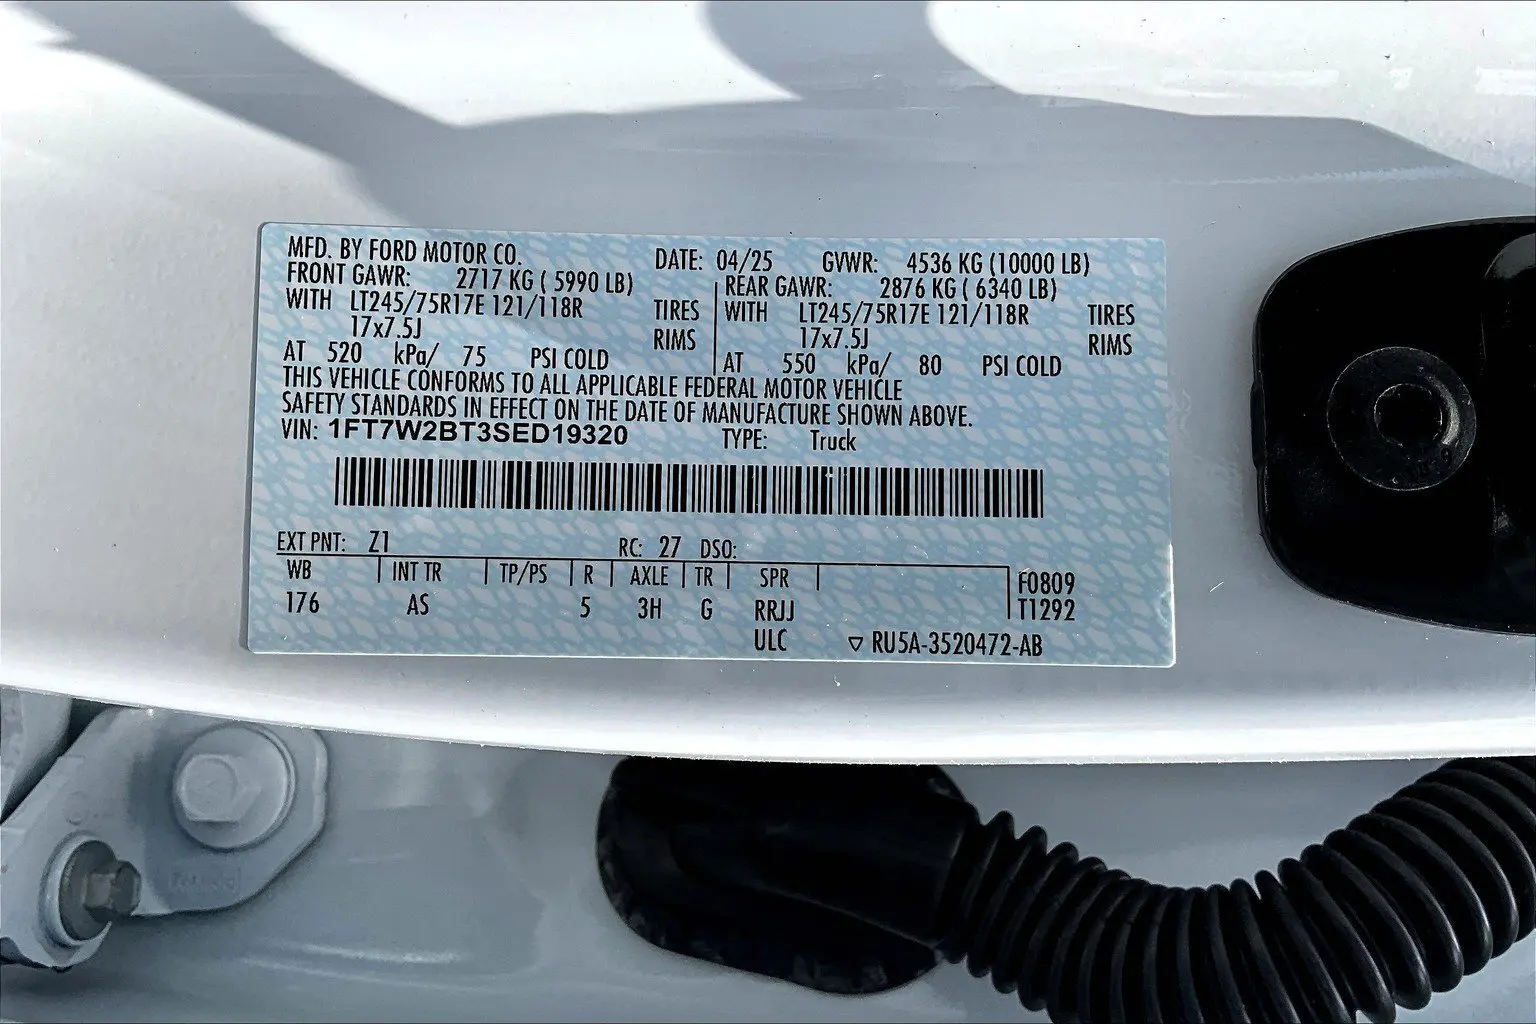 MFD. BY FORD MOTOR CO. DATE: 04/25 GVWR: 4536 KG (10000 LB)
FRONT GAWR: 2717 KG ( 5990 LB) REAR GAWR: 2876 KG ( 6340 LB)
WITH LT245/75R17E 121/118R TIRES WITH LT245/75R17E 121/118R TIRES
17x7.5J RIMS 17x7.5J RIMS
AT 520 kPa/ 75 PSI COLD AT 550 kPa/ 80 PSI COLD
THIS VEHICLE CONFORMS TO ALL APPLICABLE FEDERAL MOTOR VEHICLE
SAFETY STANDARDS IN EFFECT ON THE DATE OF MANUFACTURE SHOWN ABOVE.
VIN: 1FT7W2BT3SED19320 TYPE: Truck
EXT PNT: Z1 RC: 27 DSO:
WB INT TR TP/PS R AXLE TR SPR F0809
176 AS 5 3H G RRJJ T1292
ULC ▽ RU5A-3520472-AB